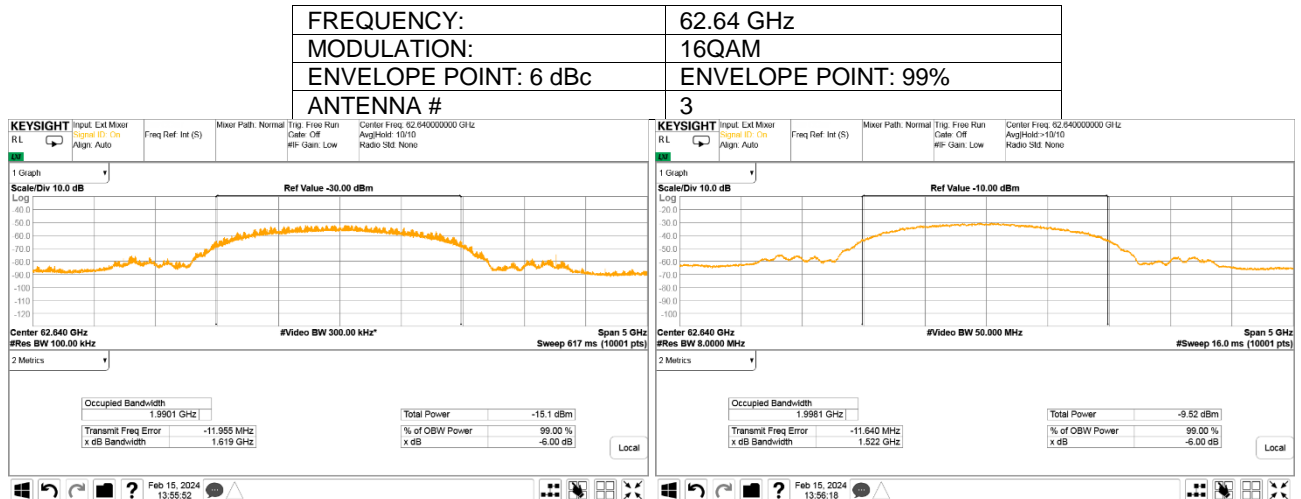 FREQUENCY: 62.64 GHz
MODULATION: 16QAM
ENVELOPE POINT: 6 dBc ENVELOPE POINT: 99%
ANTENNA # 3
KEYSIGHT Input: Ext Mixer Mixer Path: Normal Trig: Free Run Center Freq: 62.640000000 GHz
RL Signal ID: On Freq Ref: Int (S) Gate: Off Avg|Hold: 10/10
Align: Auto #IF Gain: Low Radio Std: None
1 Graph
Scale/Div 10.0 dB Ref Value -30.00 dBm
Log
-40.0
-50.0
-60.0
-70.0
-80.0
-90.0
-100
-110
-120
Center 62.640 GHz #Video BW 300.00 kHz* Span 5 GHz
#Res BW 100.00 kHz Sweep 617 ms (10001 pts)
2 Metrics
Occupied Bandwidth
1.9901 GHz Total Power -15.1 dBm
Transmit Freq Error -11.955 MHz % of OBW Power 99.00 %
x dB Bandwidth 1.619 GHz x dB -6.00 dB
Local
Feb 15, 2024
13:55:52
KEYSIGHT Input: Ext Mixer Mixer Path: Normal Trig: Free Run Center Freq: 62.640000000 GHz
RL Signal ID: On Freq Ref: Int (S) Gate: Off Avg|Hold:>10/10
Align: Auto #IF Gain: Low Radio Std: None
1 Graph
Scale/Div 10.0 dB Ref Value -10.00 dBm
Log
-20.0
-30.0
-40.0
-50.0
-60.0
-70.0
-80.0
-90.0
-100
Center 62.640 GHz #Video BW 50.000 MHz Span 5 GHz
#Res BW 8.0000 MHz #Sweep 16.0 ms (10001 pts)
2 Metrics
Occupied Bandwidth
1.9981 GHz Total Power -9.52 dBm
Transmit Freq Error -11.640 MHz % of OBW Power 99.00 %
x dB Bandwidth 1.522 GHz x dB -6.00 dB
Local
Feb 15, 2024
13:56:18